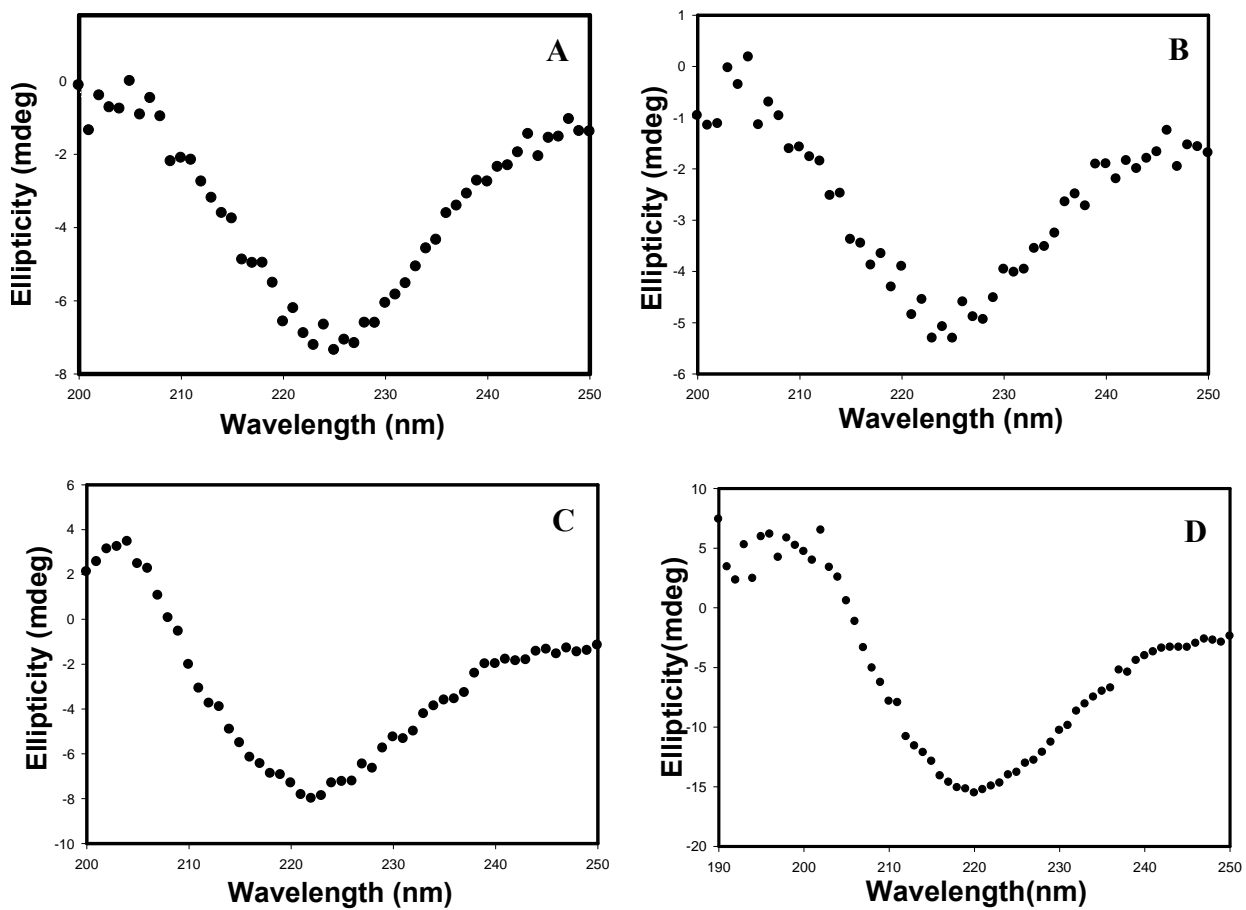 A
Ellipticity (mdeg)
0
-2
-4
-6
-8
200 210 220 230 240 250
Wavelength (nm)
B
Ellipticity (mdeg)
1
0
-1
-2
-3
-4
-5
-6
200 210 220 230 240 250
Wavelength (nm)
C
Ellipticity (mdeg)
6
4
2
0
-2
-4
-6
-8
-10
200 210 220 230 240 250
Wavelength (nm)
D
Ellipticity(mdeg)
10
5
0
-5
-10
-15
-20
190 200 210 220 230 240 250
Wavelength(nm)